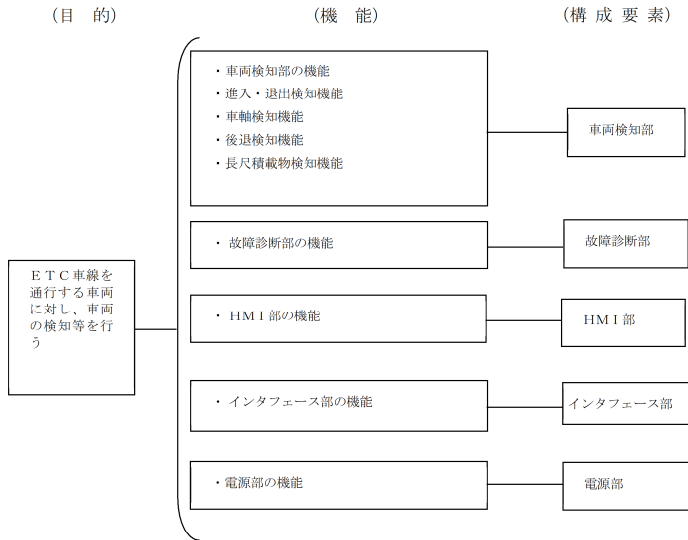 (目 的)
(機 能)
(構 成 要 素)
ETC車線を
通行する車両
に対し、車両
の検知等を行
う
・車両検知部の機能
・進入・退出検知機能
・車軸検知機能
・後退検知機能
・長尺積載物検知機能
車両検知部
・ 故障診断部の機能
故障診断部
・ HMI部の機能
HMI部
・ インタフェース部の機能
インタフェース部
・電源部の機能
電源部